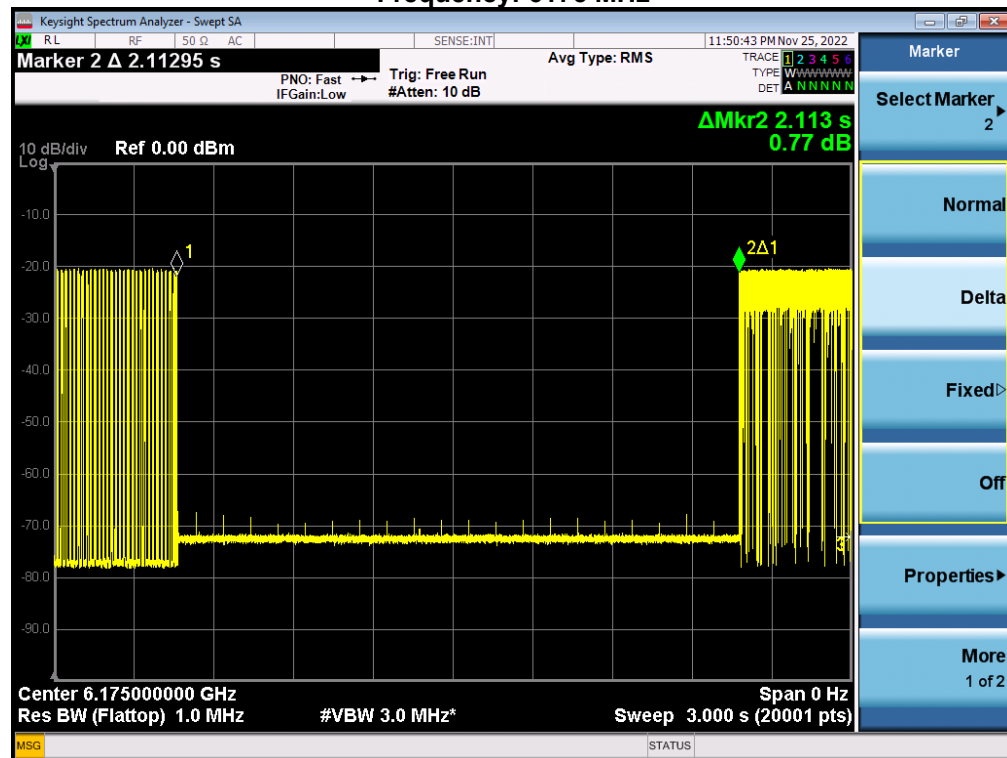 Keysight Spectrum Analyzer - Swept SA
LXI RL RF 50 Ω AC SENSE:INT 11:50:43 PM Nov 25, 2022
Marker 2 Δ 2.11295 s
PNO: Fast
IFGain:Low
Trig: Free Run
#Atten: 10 dB
Avg Type: RMS
TRACE 1 2 3 4 5 6
TYPE WWWWWW
DET A N N N N N
ΔMkr2 2.113 s
0.77 dB
10 dB/div Ref 0.00 dBm
Log
-10.0
-20.0
-30.0
-40.0
-50.0
-60.0
-70.0
-80.0
-90.0
1
2Δ1
Center 6.175000000 GHz Span 0 Hz
Res BW (Flattop) 1.0 MHz #VBW 3.0 MHz* Sweep 3.000 s (20001 pts)
MSG STATUS
Marker
Select Marker
2
Normal
Delta
Fixed
Off
Properties
More
1 of 2